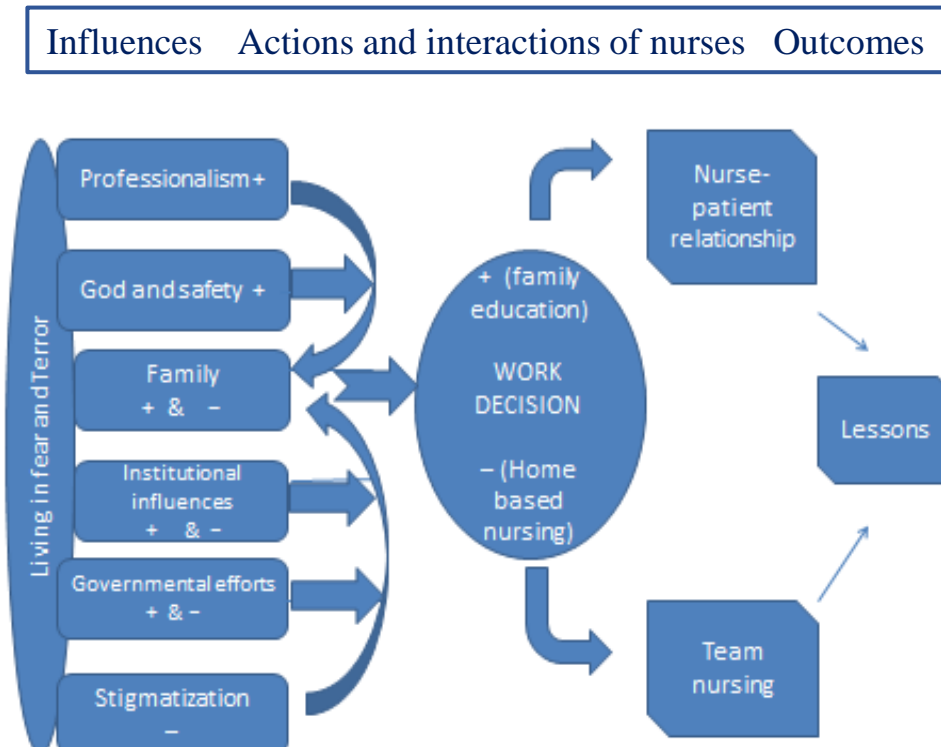 Influences Actions and interactions of nurses Outcomes
Living in fear and Terror
Professionalism +
God and safety +
Family
+ & −
Institutional
influences
+ & −
Governmental efforts
+ & −
Stigmatization
−
+ (family
education)
WORK
DECISION
− (Home
based
nursing)
Nurse-
patient
relationship
Team
nursing
Lessons